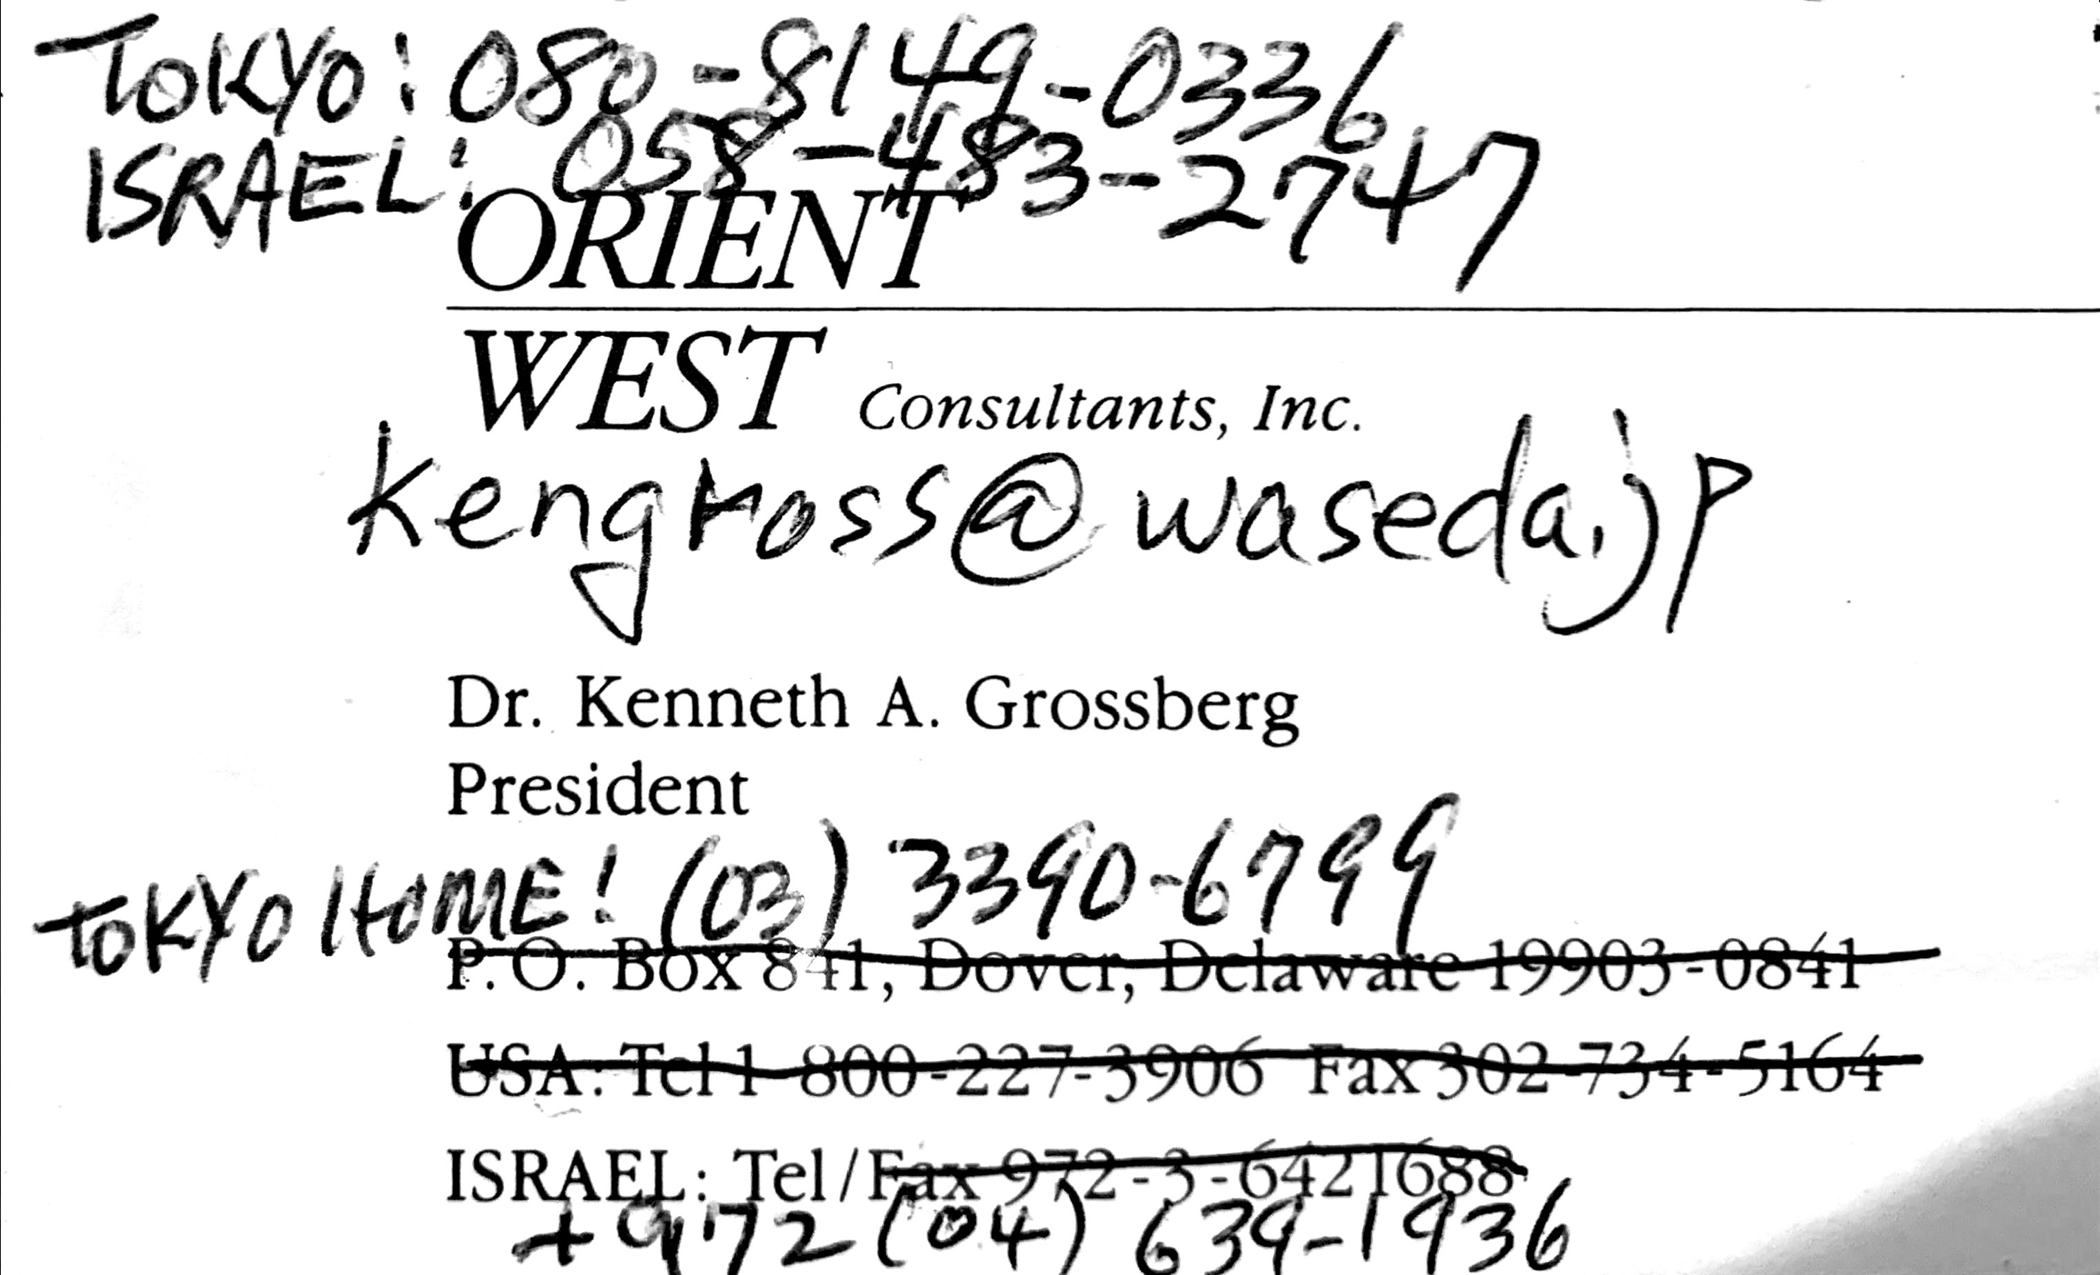 TOKYO: 080-8149-0336
ISRAEL: 058-483-2747
ORIENT
WEST Consultants, Inc.
kengross@waseda.jp
Dr. Kenneth A. Grossberg
President
TOKYO HOME: (03) 3390-6799
P.O. Box 841, Dover, Delaware 19903-0841
USA: Tel 1-800-227-3906 Fax 302-734-5164
ISRAEL: Tel/Fax 972-3-6421688
+972 (04) 639-1936